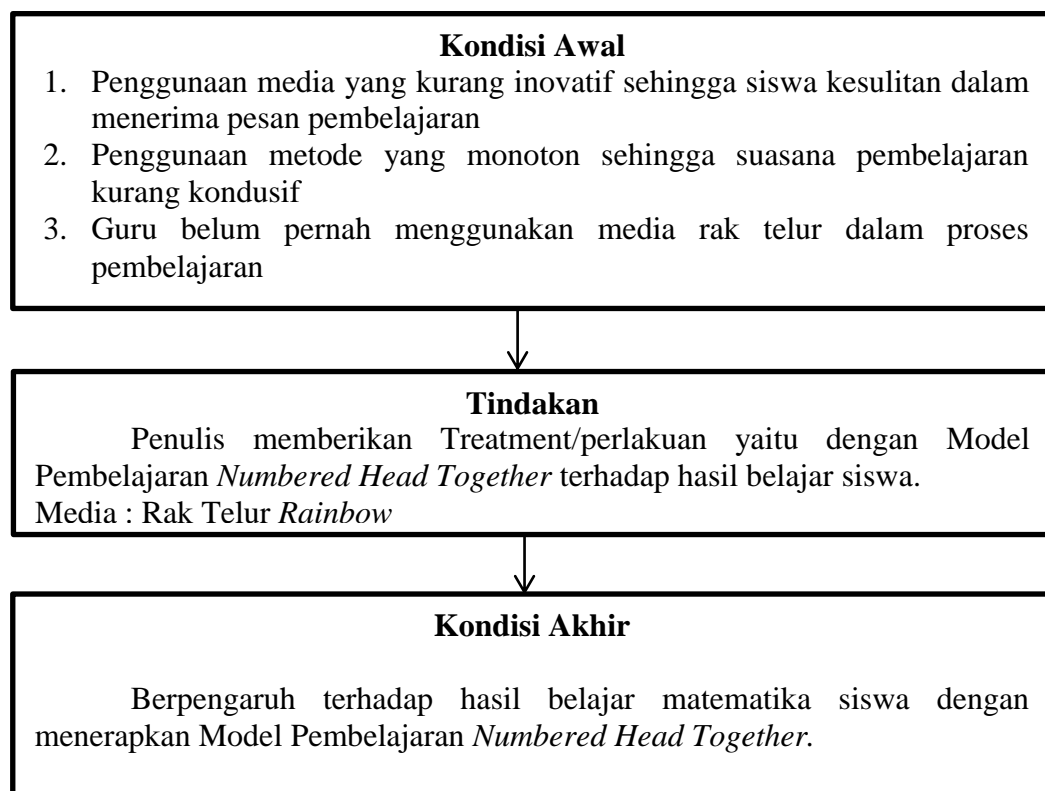 Kondisi Awal
1. Penggunaan media yang kurang inovatif sehingga siswa kesulitan dalam
menerima pesan pembelajaran
2. Penggunaan metode yang monoton sehingga suasana pembelajaran
kurang kondusif
3. Guru belum pernah menggunakan media rak telur dalam proses
pembelajaran
Tindakan
Penulis memberikan Treatment/perlakuan yaitu dengan Model
Pembelajaran Numbered Head Together terhadap hasil belajar siswa.
Media : Rak Telur Rainbow
Kondisi Akhir
Berpengaruh terhadap hasil belajar matematika siswa dengan
menerapkan Model Pembelajaran Numbered Head Together.